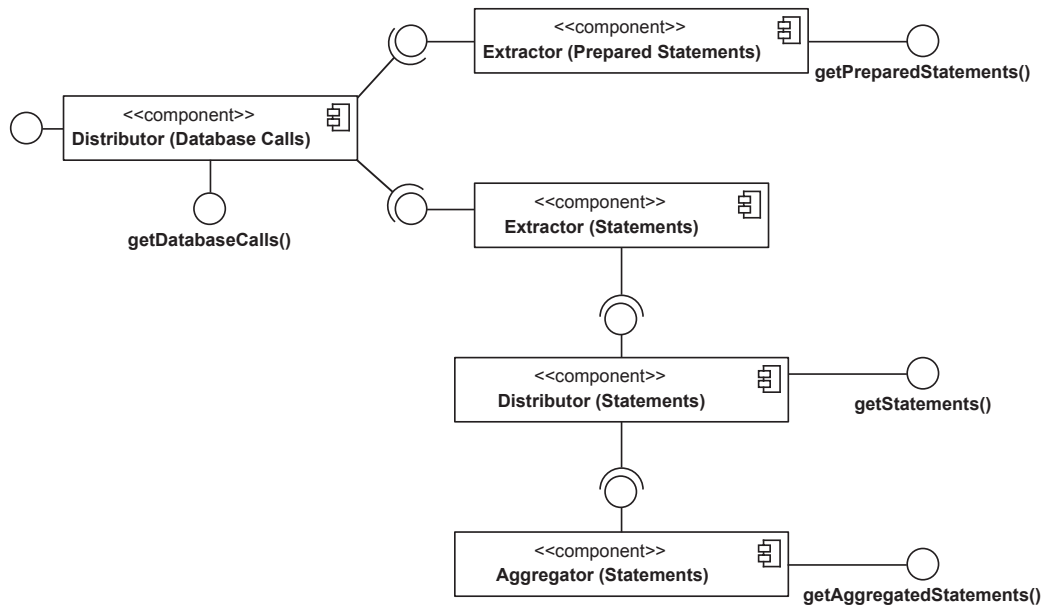 <<component>>
Extractor (Prepared Statements)
getPreparedStatements()
<<component>>
Distributor (Database Calls)
getDatabaseCalls()
<<component>>
Extractor (Statements)
<<component>>
Distributor (Statements)
getStatements()
<<component>>
Aggregator (Statements)
getAggregatedStatements()